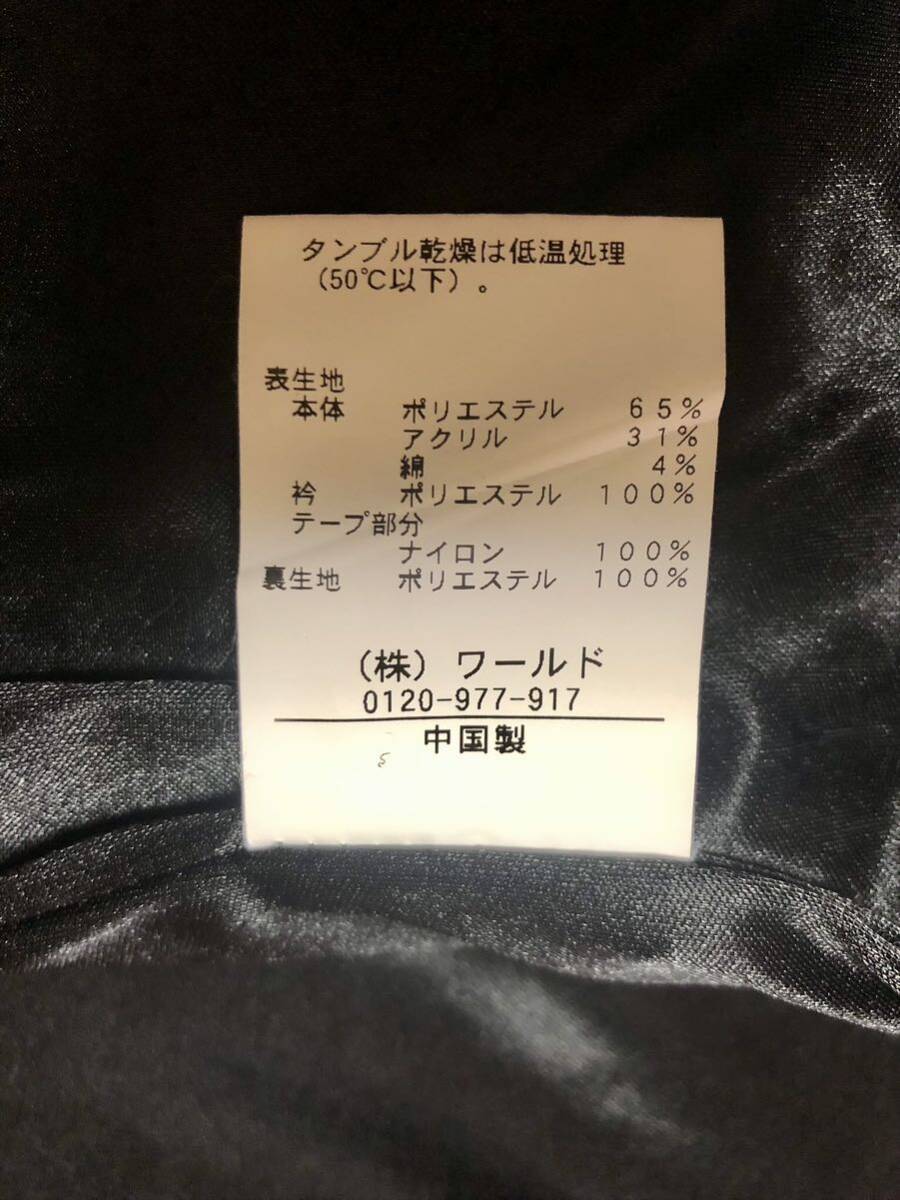 タンブル乾燥は低温処理
（50℃以下）。
表生地
本体 ポリエステル 65%
アクリル 31%
綿 4%
衿 ポリエステル 100%
テープ部分
ナイロン 100%
裏生地 ポリエステル 100%
（株）ワールド
0120-977-917
中国製